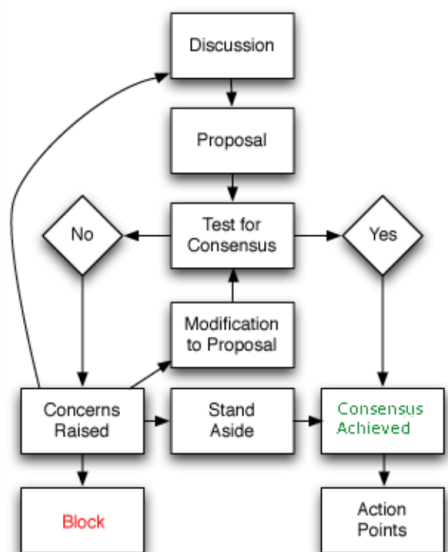 Discussion
Proposal
No
Test for
Consensus
Yes
Modification
to Proposal
Concerns
Raised
Stand
Aside
Consensus
Achieved
Block
Action
Points